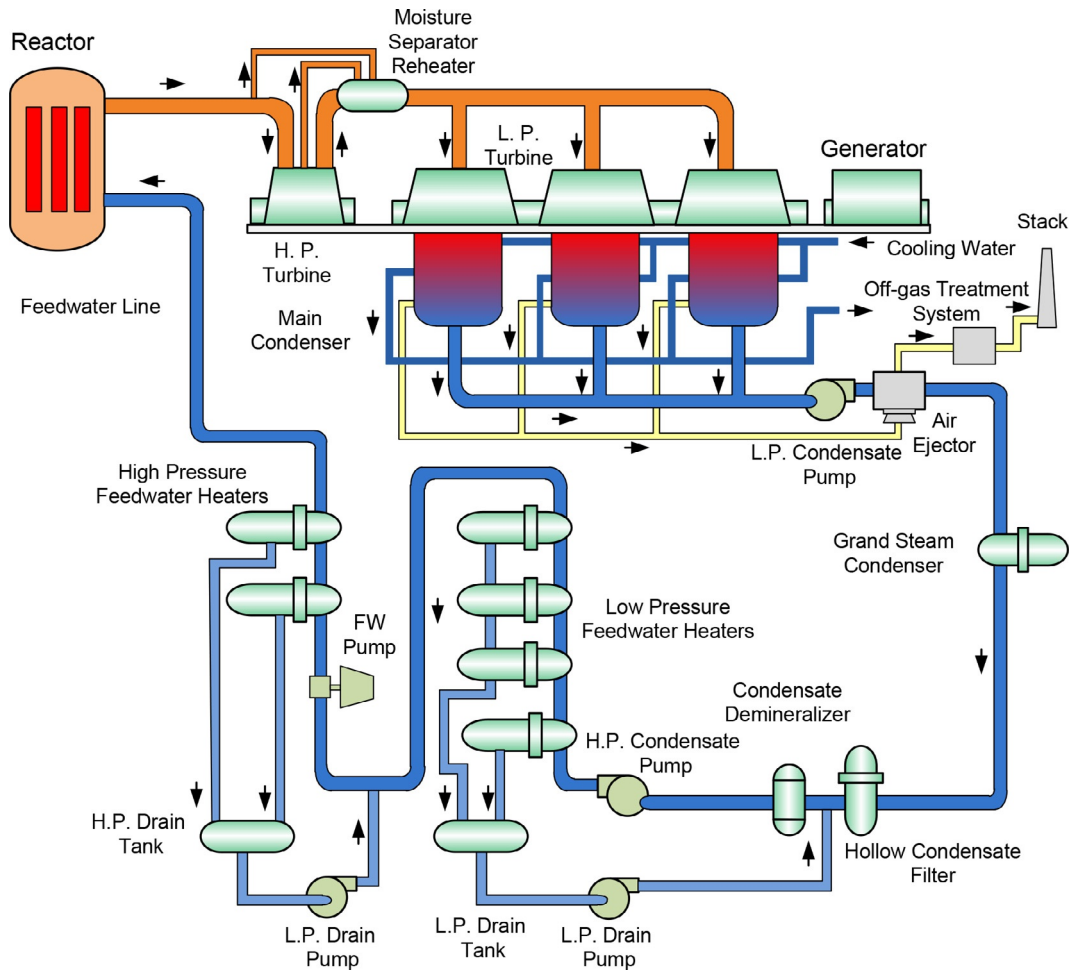 Moisture
Separator
Reheater
Reactor
L. P.
Turbine
Generator
Stack
H. P.
Turbine
Cooling Water
Feedwater Line
Main
Condenser
Off-gas Treatment
System
Air
Ejector
L.P. Condensate
Pump
High Pressure
Feedwater Heaters
Grand Steam
Condenser
FW
Pump
Low Pressure
Feedwater Heaters
Condensate
Demineralizer
H.P. Condensate
Pump
H.P. Drain
Tank
Hollow Condensate
Filter
L.P. Drain
Pump
L.P. Drain
Tank
L.P. Drain
Pump